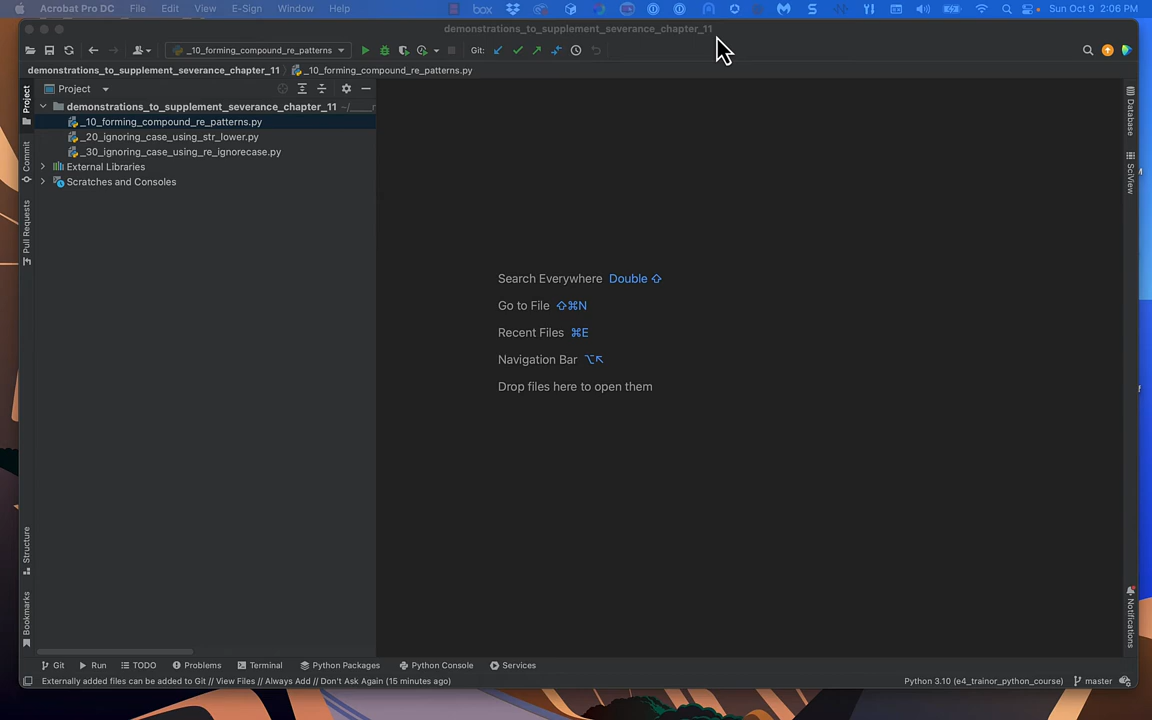 Acrobat Pro DC File Edit View E-Sign Window Help box Sun Oct 9 2:06 PM
demonstrations_to_supplement_severance_chapter_11
_10_forming_compound_re_patterns Git:
demonstrations_to_supplement_severance_chapter_11 _10_forming_compound_re_patterns.py
Project
Project
demonstrations_to_supplement_severance_chapter_11
_10_forming_compound_re_patterns.py
_20_ignoring_case_using_str_lower.py
_30_ignoring_case_using_re_ignorecase.py
External Libraries
Scratches and Consoles
Commit
Pull Requests
Structure
Bookmarks
Database
SciView
Notifications
Search Everywhere Double ⇧
Go to File ⇧⌘N
Recent Files ⌘E
Navigation Bar ⌥↖
Drop files here to open them
Git Run TODO Problems Terminal Python Packages Python Console Services
Externally added files can be added to Git // View Files // Always Add // Don't Ask Again (15 minutes ago) Python 3.10 (e4_trainor_python_course) master